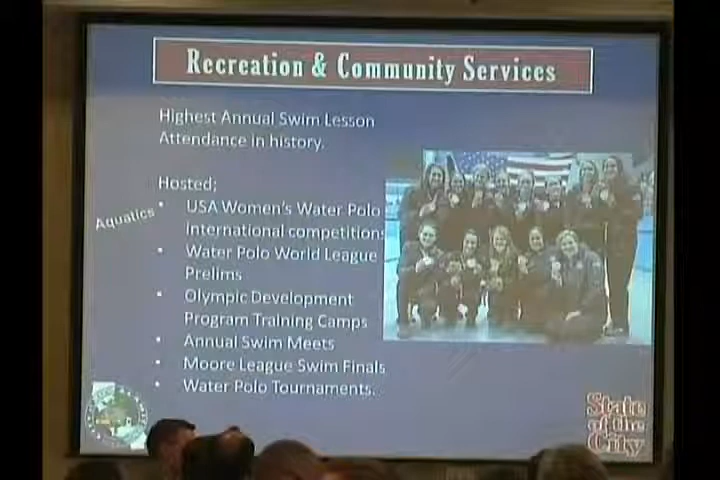 Recreation & Community Services
Highest Annual Swim Lesson
Attendance in history.
Hosted;
Aquatics
• USA Women's Water Polo
International competitions
• Water Polo World League
Prelims
• Olympic Development
Program Training Camps
• Annual Swim Meets
• Moore League Swim Finals
• Water Polo Tournaments.
State
of the
City